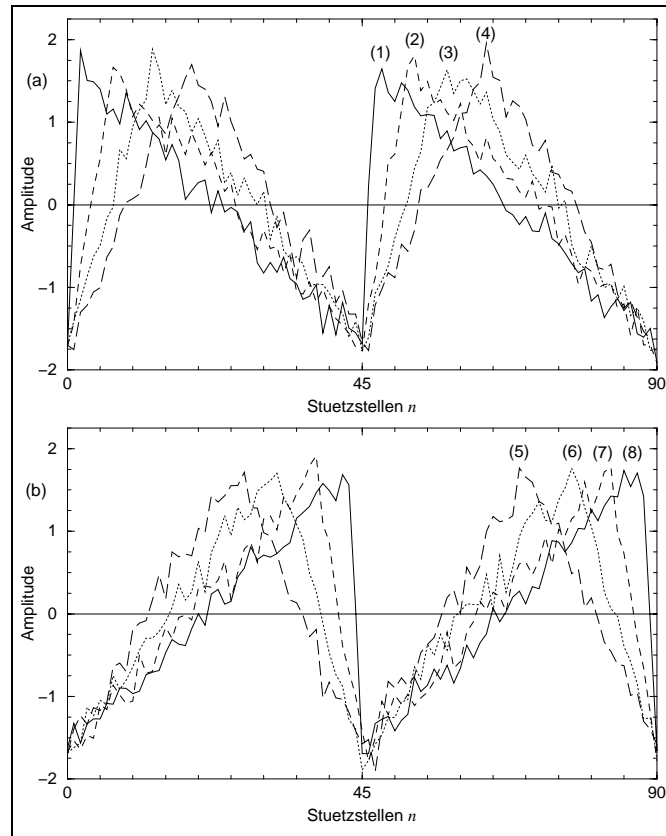 2
(1) (2) (3) (4)
(a)
1
Amplitude
0
−1
−2
0 45 90
Stuetzstellen n
2
(5) (6) (7) (8)
(b)
1
Amplitude
0
−1
−2
0 45 90
Stuetzstellen n